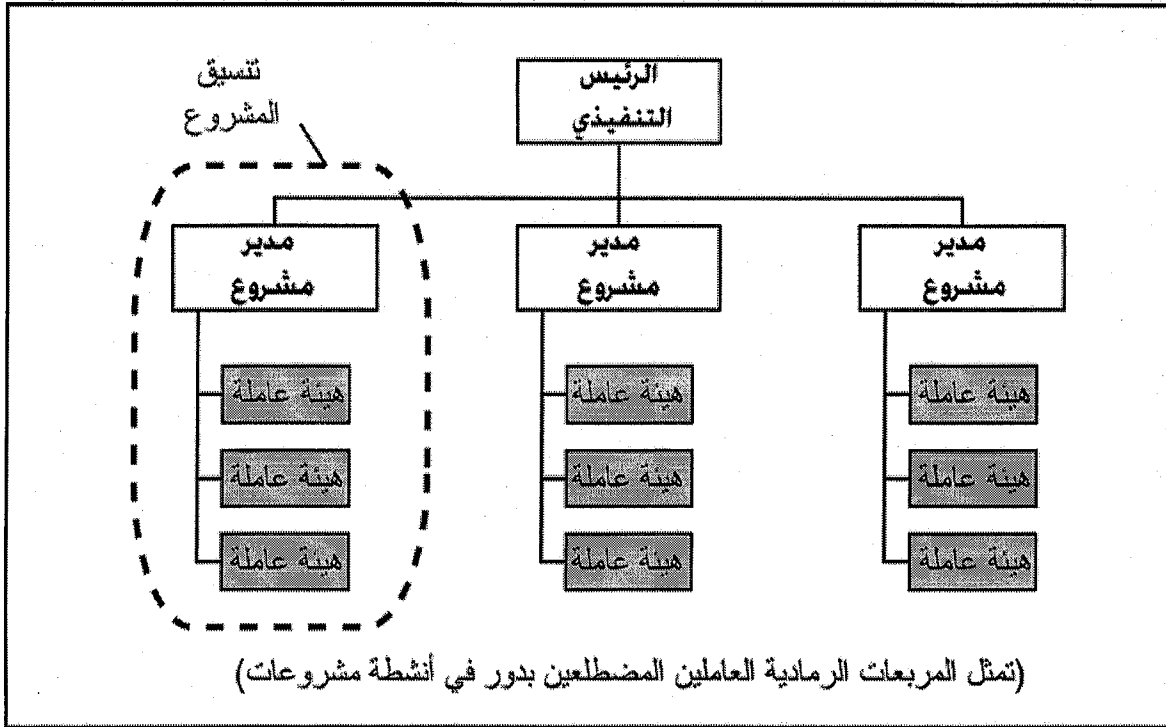 تنسيق
المشروع
الرئيس
التنفيذي
مدير
مشروع
مدير
مشروع
مدير
مشروع
هيئة عاملة
هيئة عاملة
هيئة عاملة
هيئة عاملة
هيئة عاملة
هيئة عاملة
هيئة عاملة
هيئة عاملة
هيئة عاملة
(تمثل المربعات الرمادية العاملين المضطلعين بدور في أنشطة مشروعات)